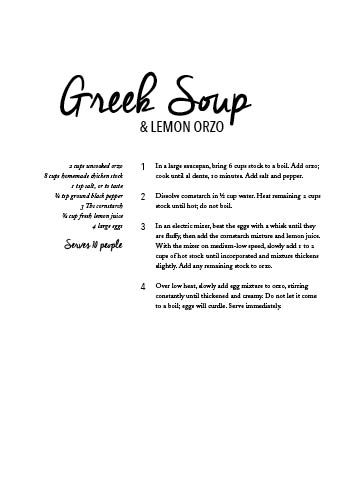 Greek Soup
& LEMON ORZO
2 cups uncooked orzo
8 cups homemade chicken stock
1 tsp salt, or to taste
ground black pepper
3 Tbs cornstarch
cup fresh lemon juice
4 large eggs
Serves 10 people
1 In a large saucepan, bring 6 cups stock to a boil. Add orzo;
cook until al dente, 10 minutes. Add salt and pepper.
2 Dissolve cornstarch in ½ cup water. Heat remaining 2 cups
stock until hot; do not boil.
3 In an electric mixer, beat the eggs with a whisk until they
are fluffy, then add the cornstarch mixture and lemon juice.
With the mixer on medium-low speed, slowly add 1 to 2
cups of hot stock until incorporated and mixture thickens
slightly. Add any remaining stock to orzo.
4 Over low heat, slowly add egg mixture to orzo, stirring
constantly until thickened and creamy. Do not let it come
to a boil; eggs will curdle. Serve immediately.